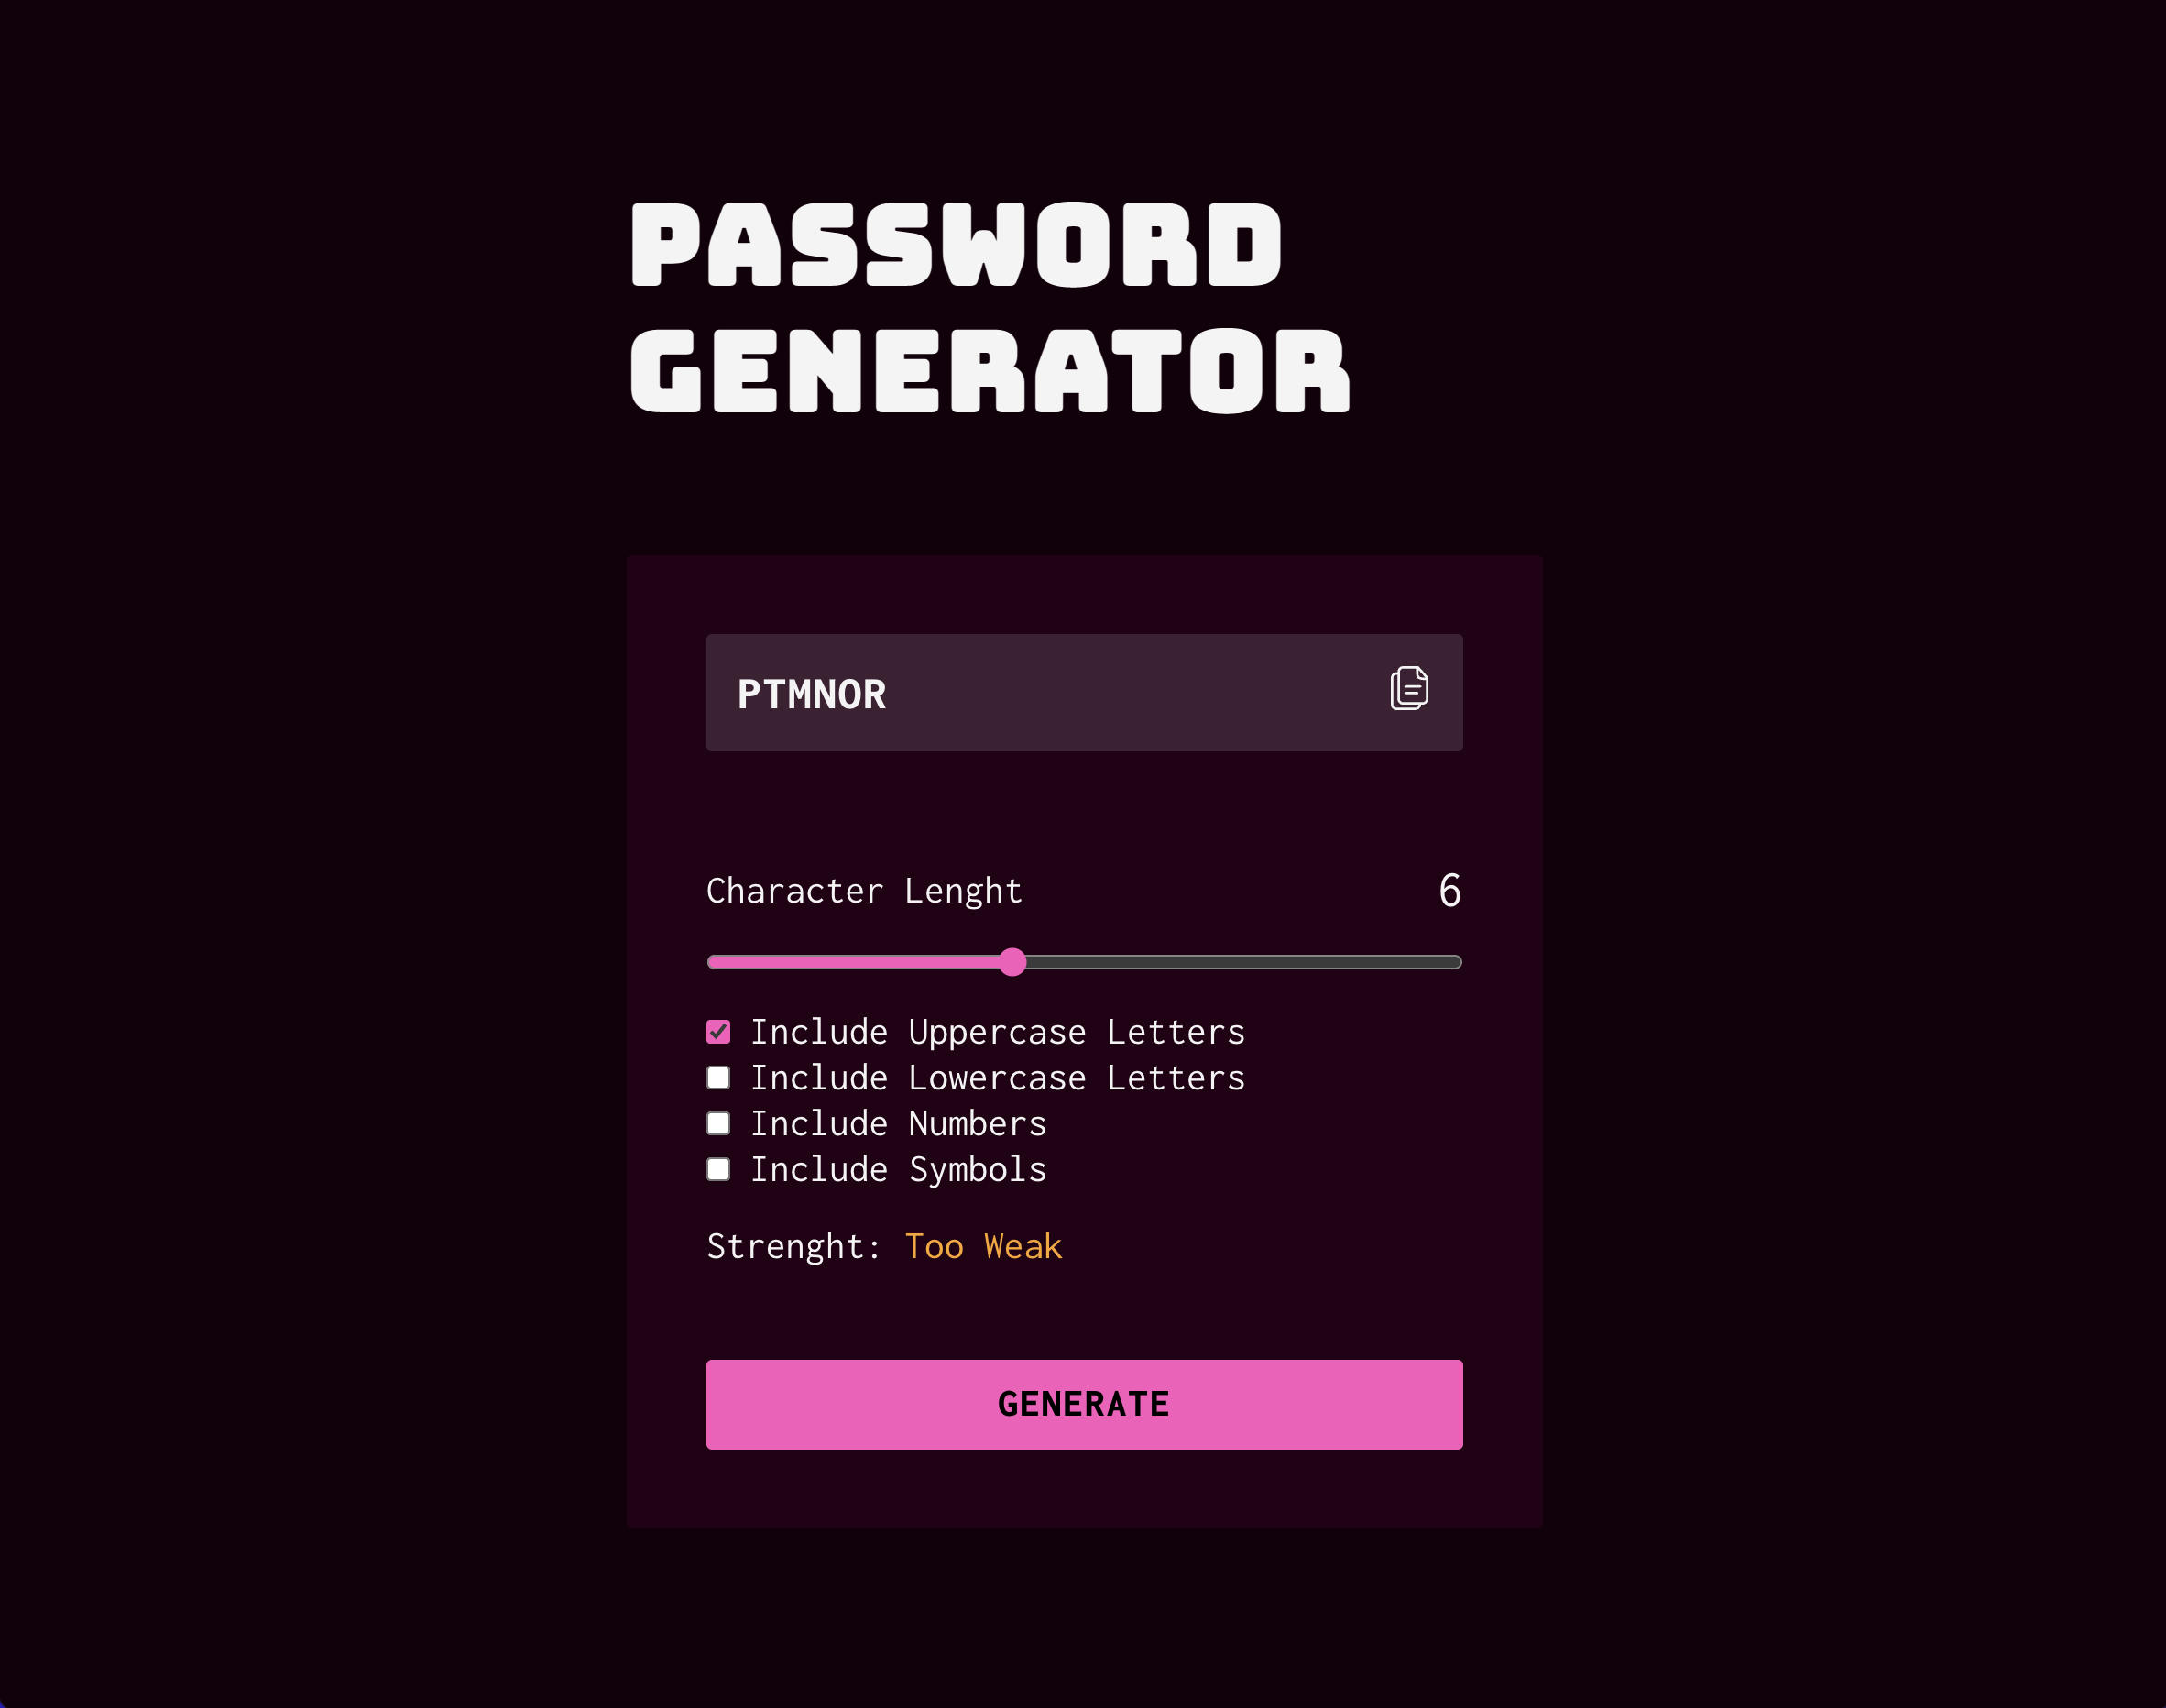 PASSWORD
GENERATOR
PTMNOR
Character Lenght 6
Include Uppercase Letters
Include Lowercase Letters
Include Numbers
Include Symbols
Strenght: Too Weak
GENERATE